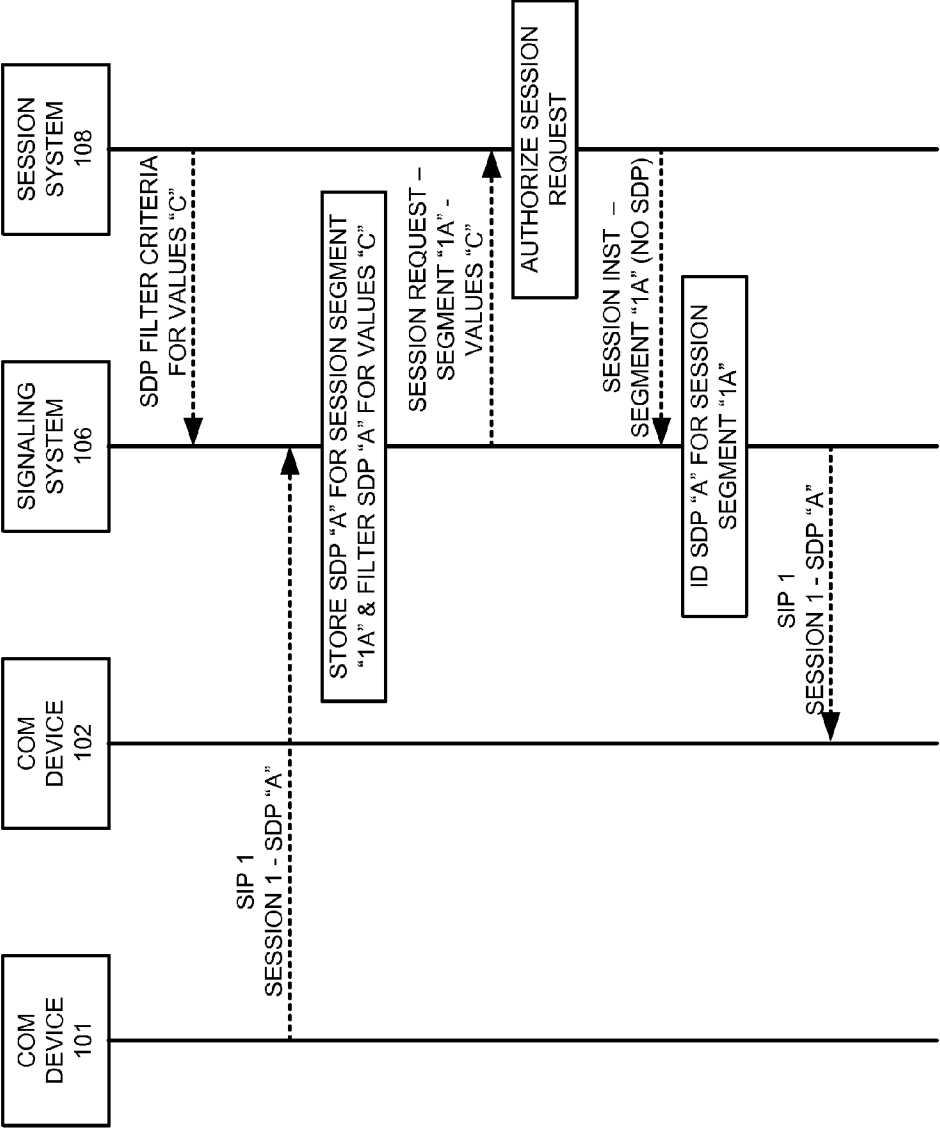 COM
DEVICE
101
COM
DEVICE
102
SIGNALING
SYSTEM
106
SESSION
SYSTEM
108
SDP FILTER CRITERIA
FOR VALUES “C”
SIP 1
SESSION 1 - SDP “A”
STORE SDP “A” FOR SESSION SEGMENT
“1A” & FILTER SDP “A” FOR VALUES “C”
SESSION REQUEST –
SEGMENT “1A” -
VALUES “C”
AUTHORIZE SESSION
REQUEST
SESSION INST –
SEGMENT “1A” (NO SDP)
ID SDP “A” FOR SESSION
SEGMENT “1A”
SIP 1
SESSION 1 - SDP “A”